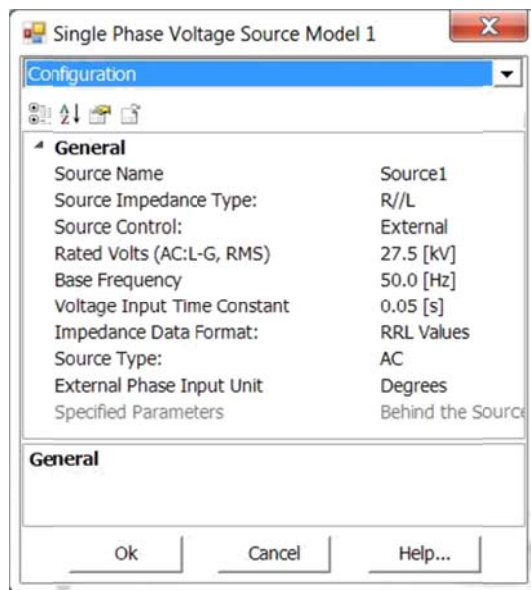 Single Phase Voltage Source Model 1
Configuration
General
Source Name Source1
Source Impedance Type: R//L
Source Control: External
Rated Volts (AC:L-G, RMS) 27.5 [kV]
Base Frequency 50.0 [Hz]
Voltage Input Time Constant 0.05 [s]
Impedance Data Format: RRL Values
Source Type: AC
External Phase Input Unit Degrees
Specified Parameters Behind the Source
General
Ok Cancel Help...